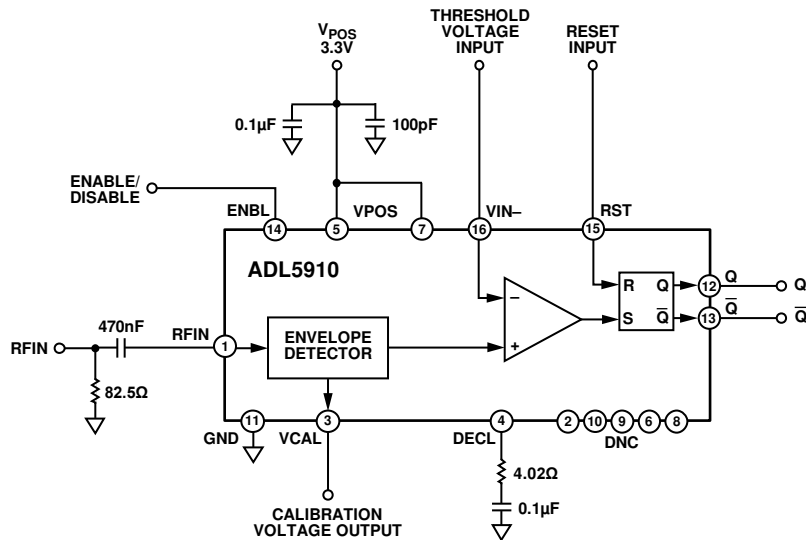 THRESHOLD
VOLTAGE
INPUT
RESET
INPUT
VPOS
3.3V
0.1µF
100pF
ENABLE/
DISABLE
ENBL
VPOS
VIN–
RST
14
5
7
16
15
ADL5910
R
Q
S
Q̅
–
+
12
Q
Q
13
Q̅
Q̅
RFIN
470nF
RFIN
1
ENVELOPE
DETECTOR
82.5Ω
11
3
4
2
10
9
6
8
GND
VCAL
DECL
DNC
4.02Ω
0.1µF
CALIBRATION
VOLTAGE OUTPUT